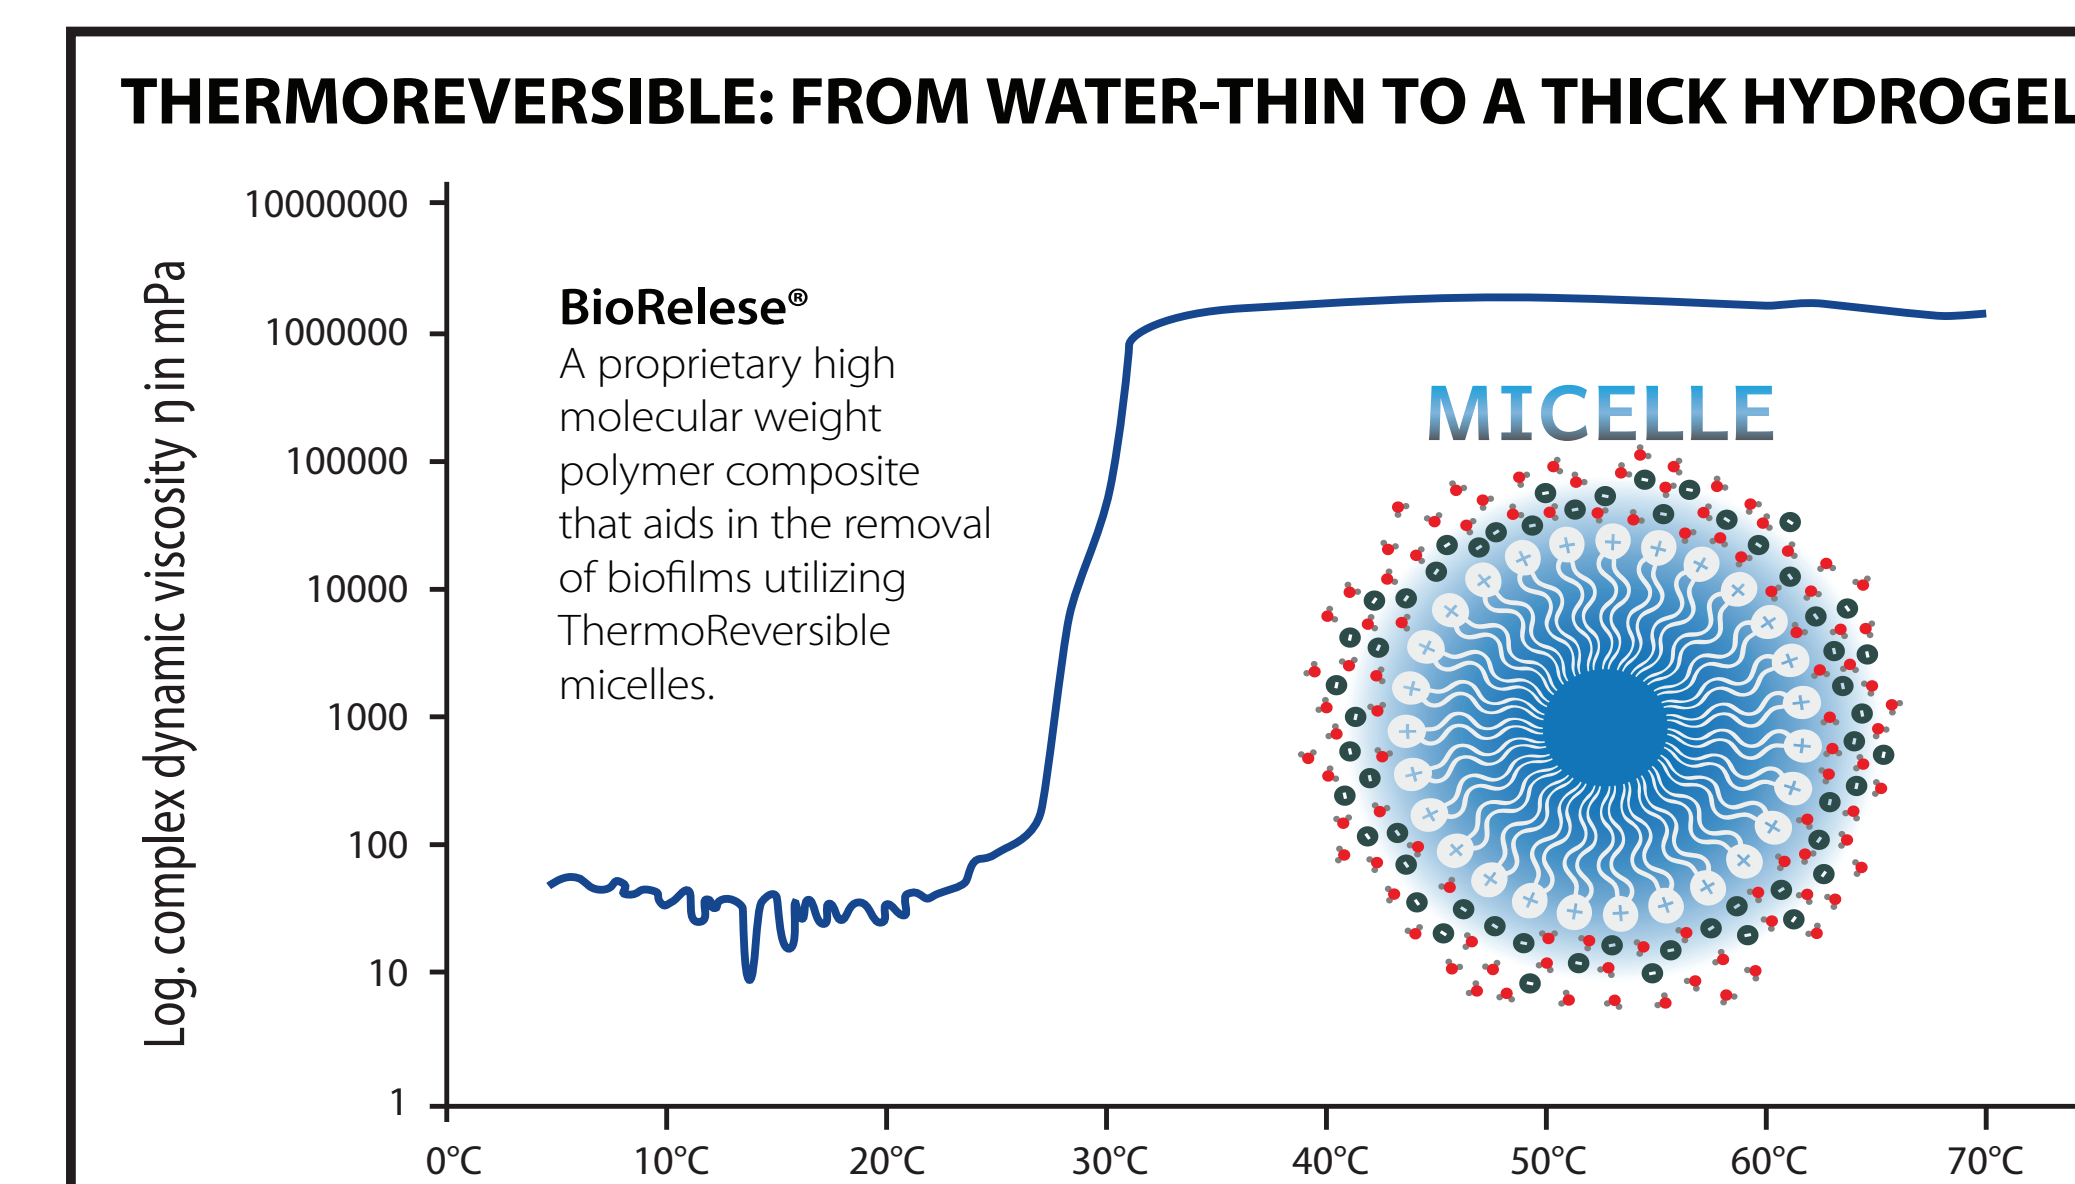 THERMOREVERSIBLE: FROM WATER-THIN TO A THICK HYDROGEL
Log. complex dynamic viscosity η in mPa
10000000
1000000
100000
10000
1000
100
10
1
BioRelese®
A proprietary high
molecular weight
polymer composite
that aids in the removal
of biofilms utilizing
ThermoReversible
micelles.
MICELLE
0°C 10°C 20°C 30°C 40°C 50°C 60°C 70°C